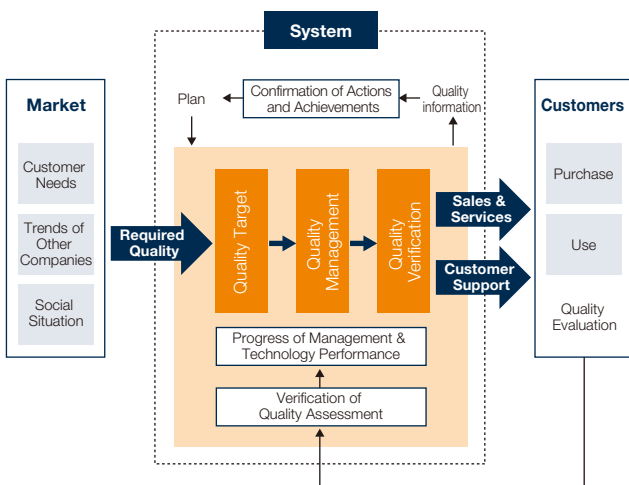 System
Market
Customer
Needs
Trends of
Other
Companies
Social
Situation
Required
Quality
Plan
Confirmation of Actions
and Achievements
Quality
information
Quality Target
Quality
Management
Quality
Verification
Progress of Management &
Technology Performance
Verification of
Quality Assessment
Sales &
Services
Customer
Support
Customers
Purchase
Use
Quality
Evaluation